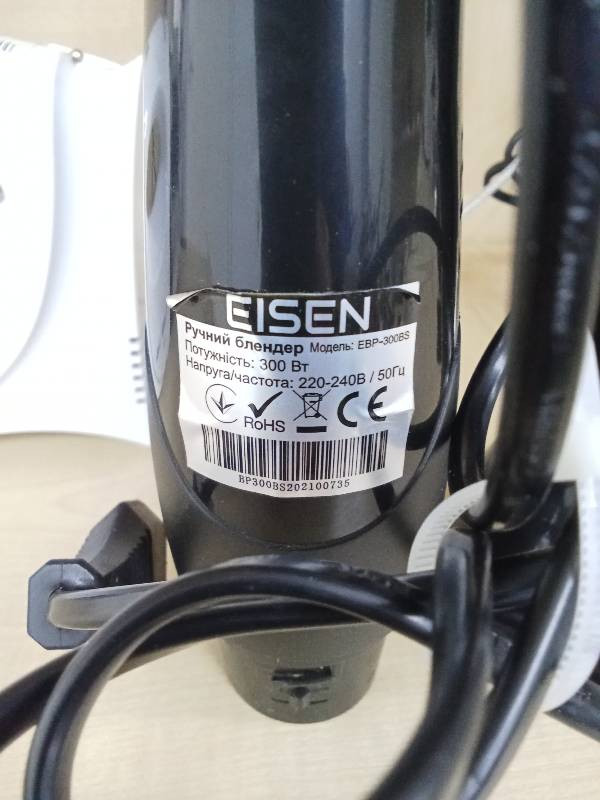 EISEN
Ручний блендер Модель: EBP-300BS
Потужність: 300 Вт
Напруга/частота: 220-240В / 50Гц
RoHS CE
BP300BS202100735